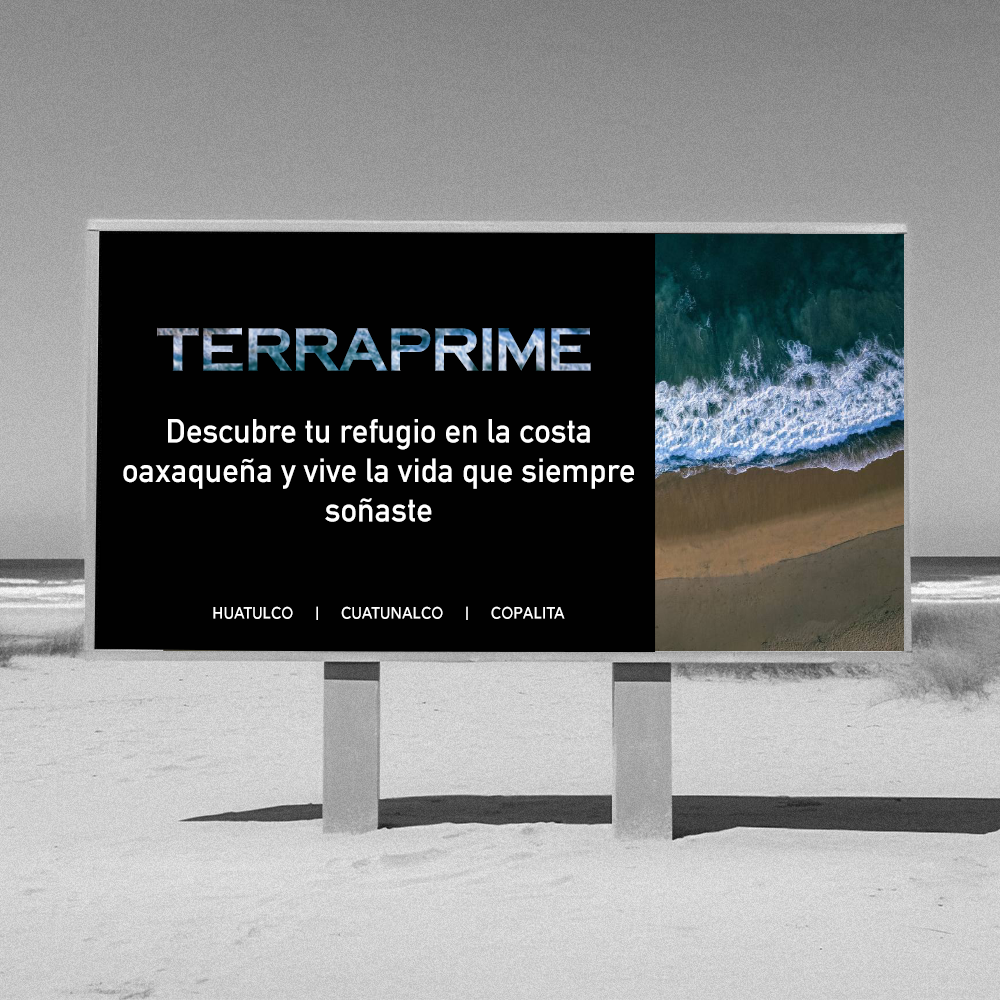 TERRAPRIME
Descubre tu refugio en la costa
oaxaqueña y vive la vida que siempre
soñaste
HUATULCO | CUATUNALCO | COPALITA